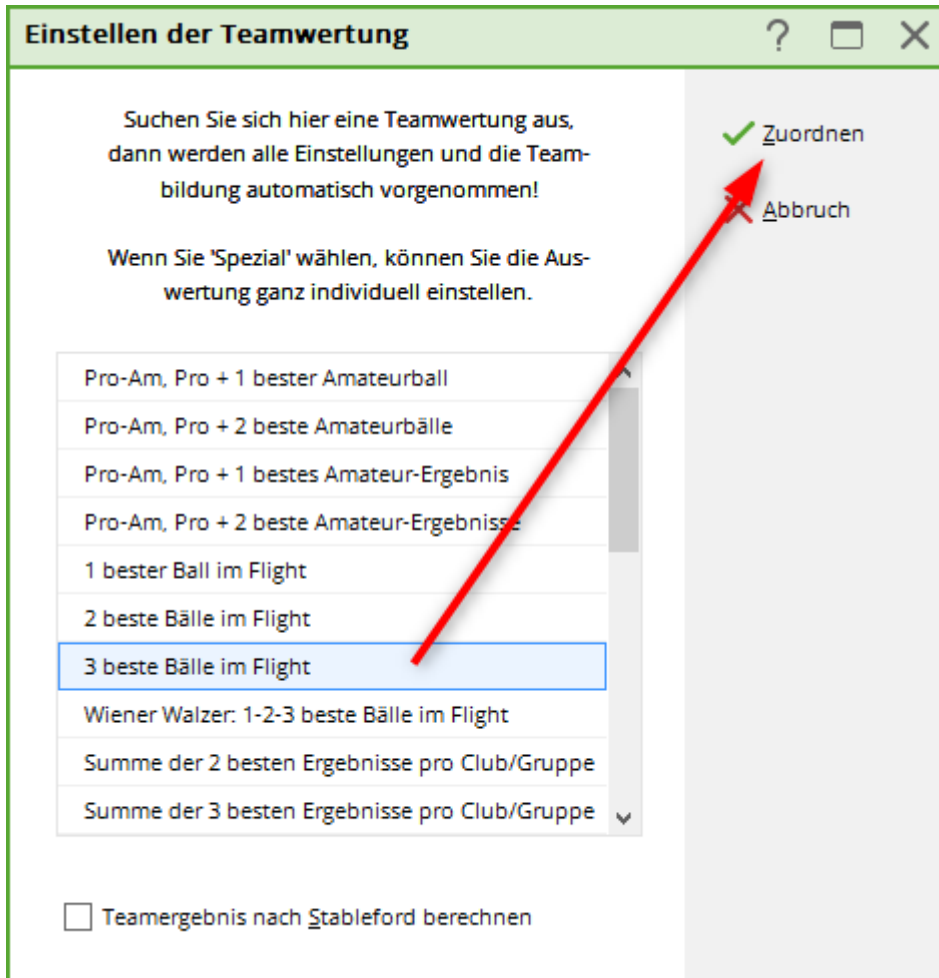 Einstellen der Teamwertung
Suchen Sie sich hier eine Teamwertung aus,
dann werden alle Einstellungen und die Team-
bildung automatisch vorgenommen!
Wenn Sie 'Spezial' wählen, können Sie die Aus-
wertung ganz individuell einstellen.
Zuordnen
Abbruch
Pro-Am, Pro + 1 bester Amateurball
Pro-Am, Pro + 2 beste Amateurbälle
Pro-Am, Pro + 1 bestes Amateur-Ergebnis
Pro-Am, Pro + 2 beste Amateur-Ergebnisse
1 bester Ball im Flight
2 beste Bälle im Flight
3 beste Bälle im Flight
Wiener Walzer: 1-2-3 beste Bälle im Flight
Summe der 2 besten Ergebnisse pro Club/Gruppe
Summe der 3 besten Ergebnisse pro Club/Gruppe
Teamergebnis nach Stableford berechnen